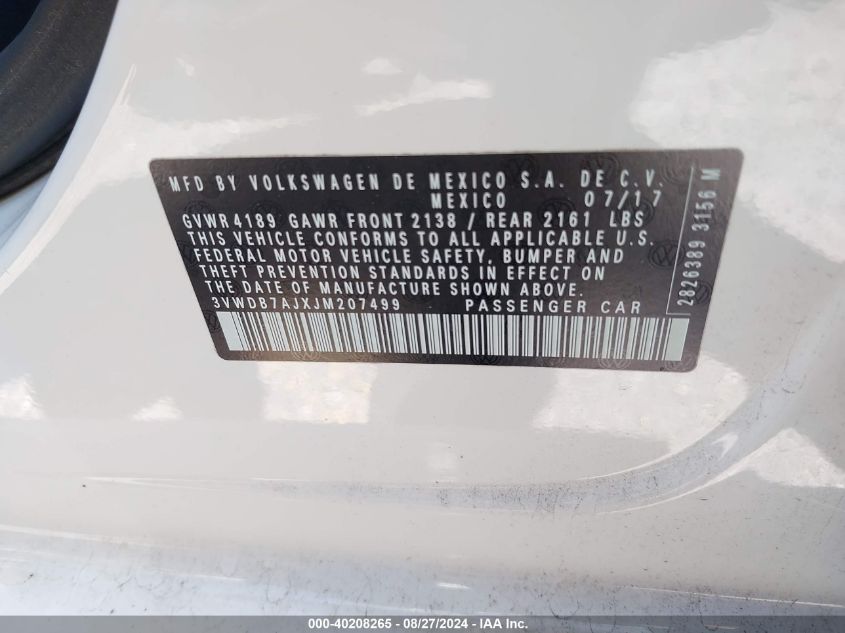 MFD BY VOLKSWAGEN DE MEXICO S.A. DE C.V.
MEXICO 07/17
GVWR 4189 GAWR FRONT 2138 / REAR 2161 LBS
THIS VEHICLE CONFORMS TO ALL APPLICABLE U.S.
FEDERAL MOTOR VEHICLE SAFETY, BUMPER AND
THEFT PREVENTION STANDARDS IN EFFECT ON
THE DATE OF MANUFACTURE SHOWN ABOVE.
3VWDB7AJXJM207499 PASSENGER CAR
2826389 3156 M
000-40208265 - 08/27/2024 - IAA Inc.